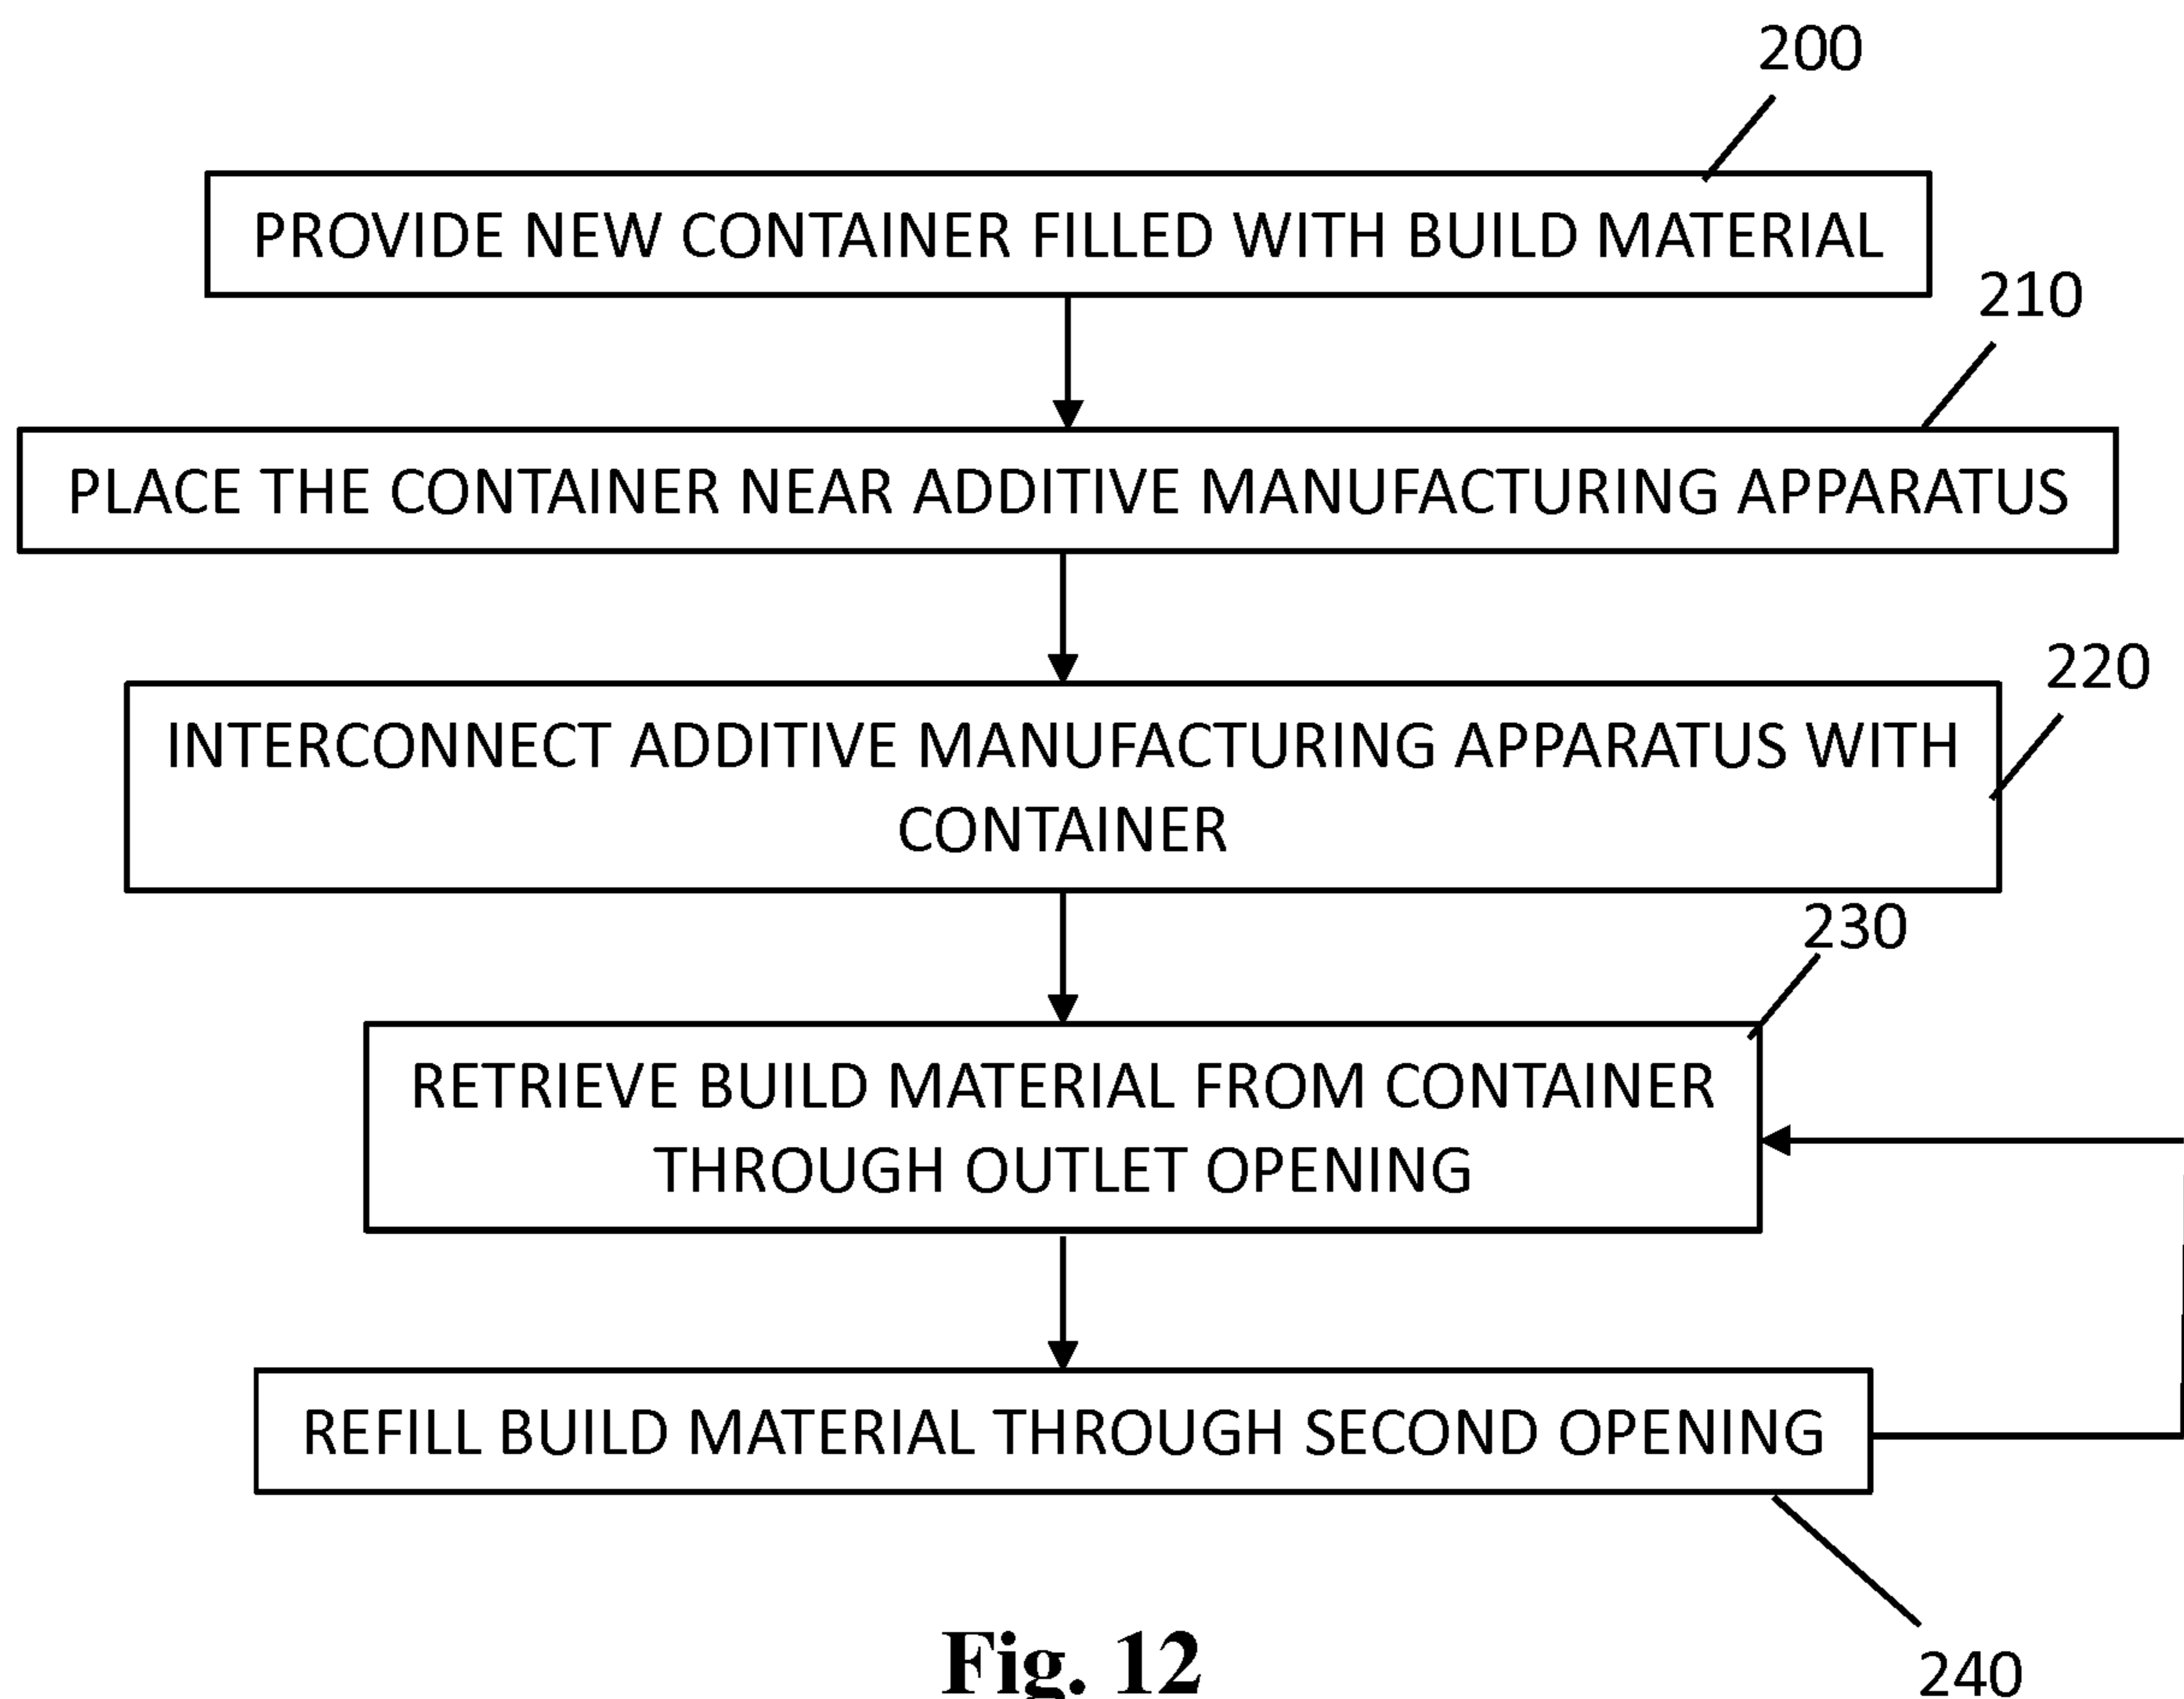 200
PROVIDE NEW CONTAINER FILLED WITH BUILD MATERIAL
210
PLACE THE CONTAINER NEAR ADDITIVE MANUFACTURING APPARATUS
220
INTERCONNECT ADDITIVE MANUFACTURING APPARATUS WITH
CONTAINER
230
RETRIEVE BUILD MATERIAL FROM CONTAINER
THROUGH OUTLET OPENING
REFILL BUILD MATERIAL THROUGH SECOND OPENING
240
Fig. 12